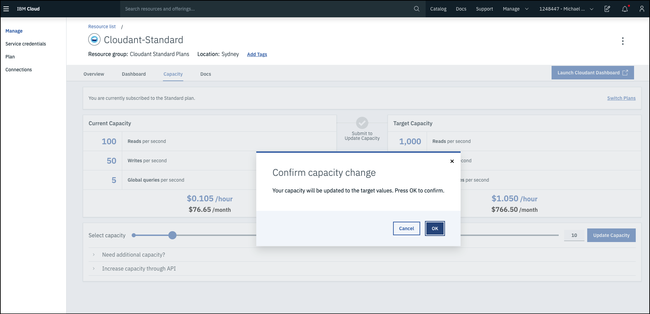 IBM Cloud
Search resources and offerings...
Catalog
Docs
Support
Manage
1248447 - Michael ...
Manage
Service credentials
Plan
Connections
Resource list /
Cloudant-Standard
Resource group: Cloudant Standard Plans
Location: Sydney
Add Tags
Overview
Dashboard
Capacity
Docs
Launch Cloudant Dashboard
You are currently subscribed to the Standard plan.
Switch Plans
Current Capacity
Submit to
Update Capacity
Target Capacity
100 Reads per second
1,000 Reads per second
50 Writes per second
second
5 Global queries per second
per second
$0.105 /hour
$76.65 /month
$1.050 /hour
$766.50 /month
Confirm capacity change
Your capacity will be updated to the target values. Press OK to confirm.
Cancel
OK
Select capacity
10
Update Capacity
Need additional capacity?
Increase capacity through API